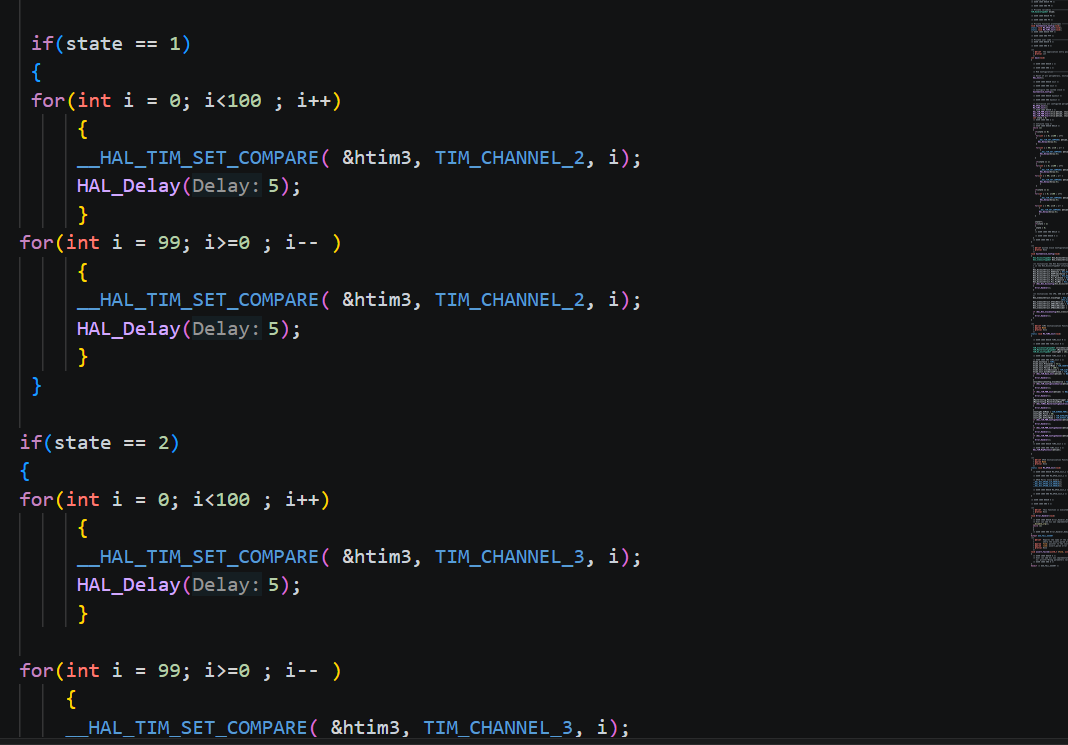 if(state == 1)
{
for(int i = 0; i<100 ; i++)
{
__HAL_TIM_SET_COMPARE( &htim3, TIM_CHANNEL_2, i);
HAL_Delay(Delay: 5);
}
for(int i = 99; i>=0 ; i-- )
{
__HAL_TIM_SET_COMPARE( &htim3, TIM_CHANNEL_2, i);
HAL_Delay(Delay: 5);
}
}
if(state == 2)
{
for(int i = 0; i<100 ; i++)
{
__HAL_TIM_SET_COMPARE( &htim3, TIM_CHANNEL_3, i);
HAL_Delay(Delay: 5);
}
for(int i = 99; i>=0 ; i-- )
{
__HAL_TIM_SET_COMPARE( &htim3, TIM_CHANNEL_3, i);